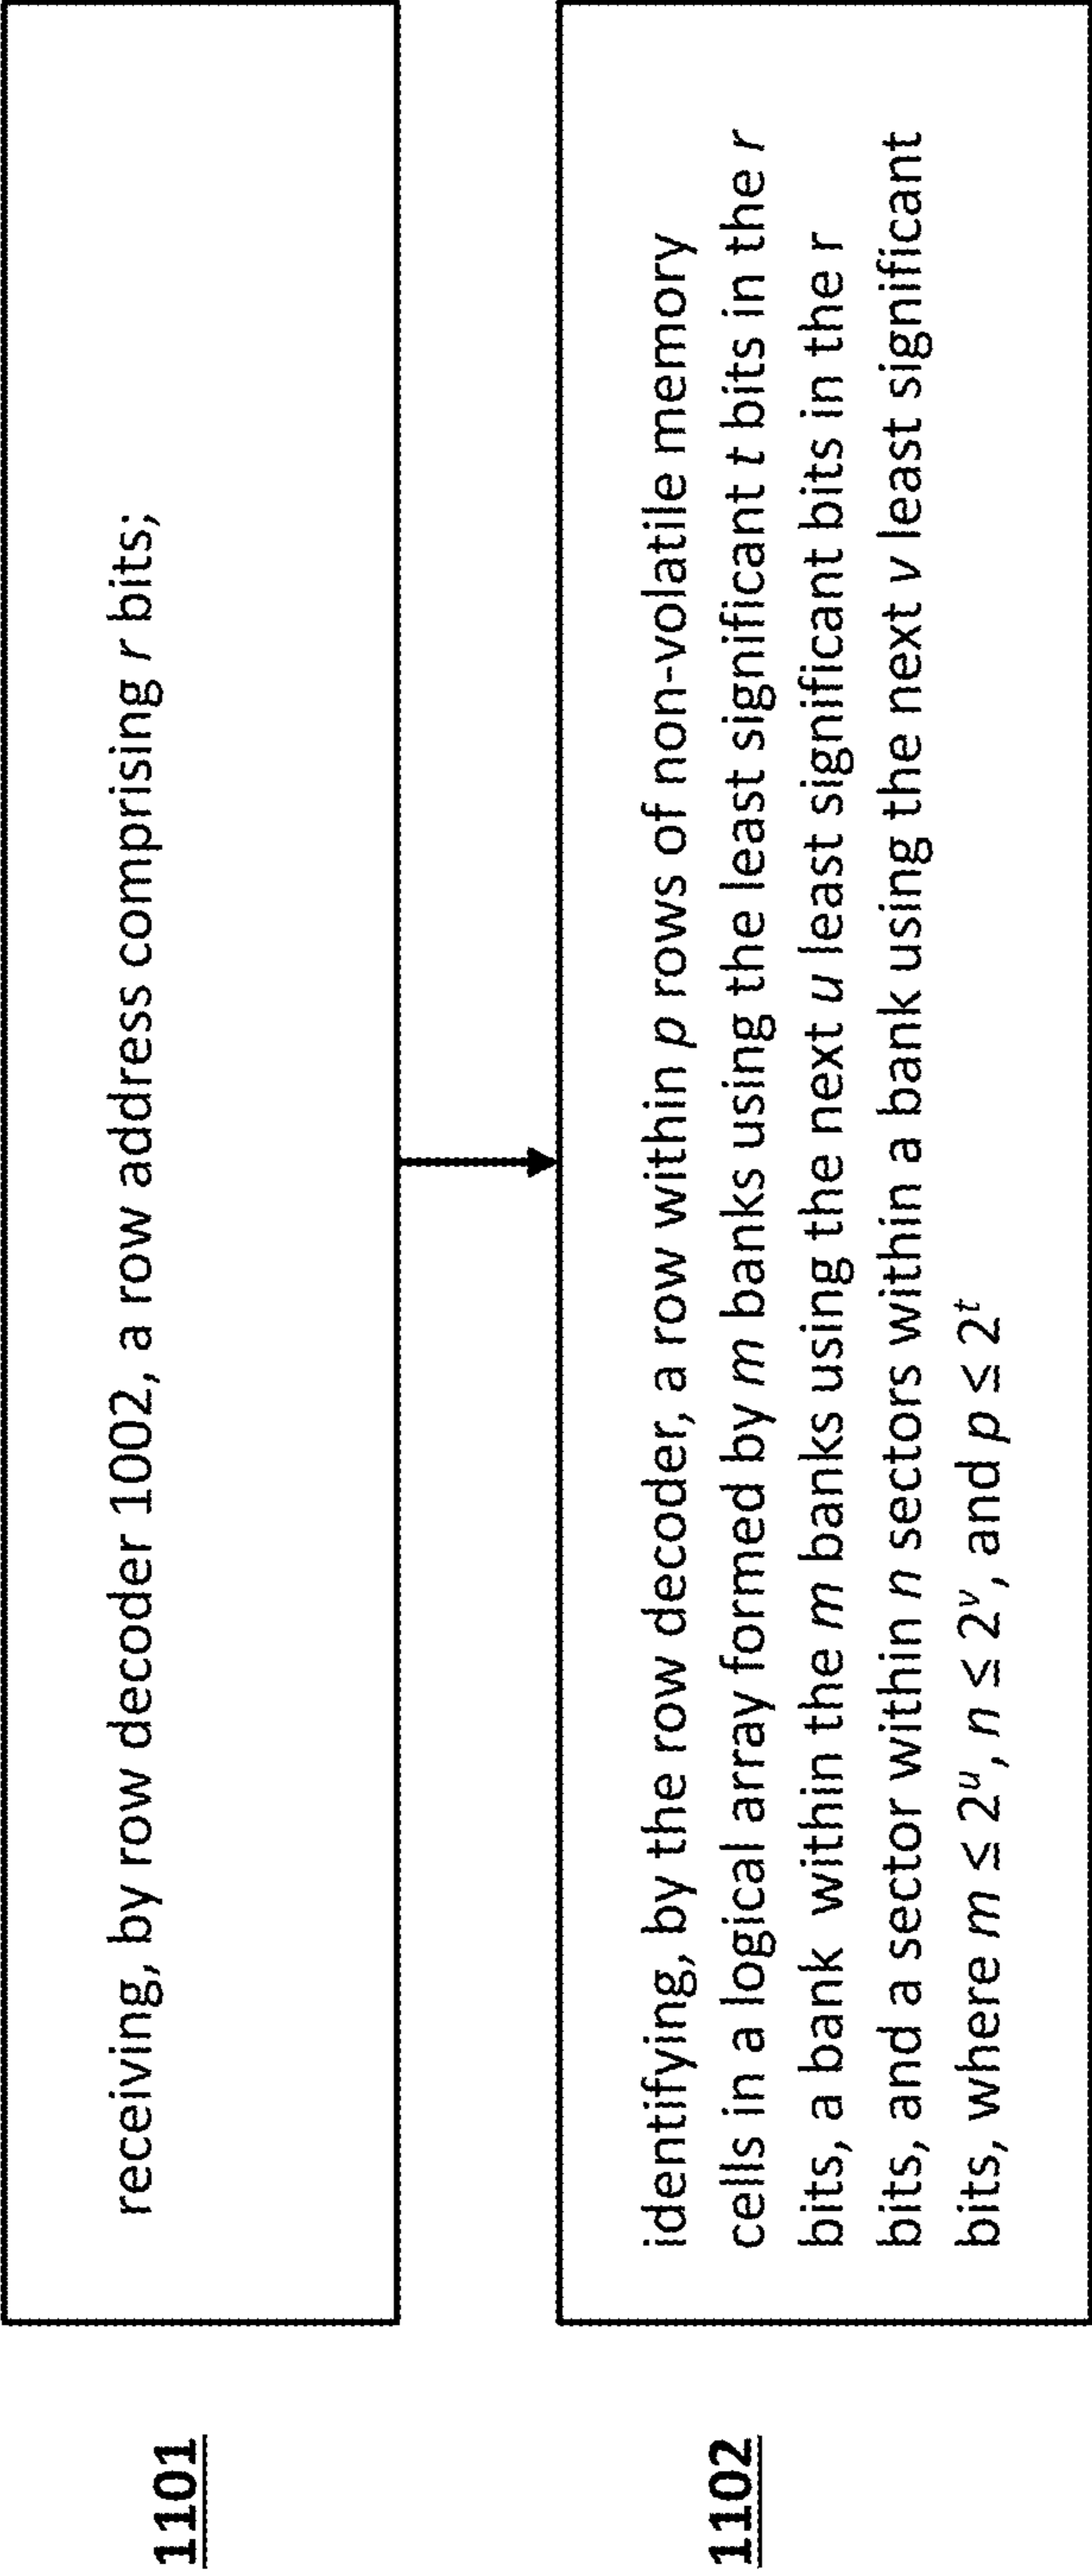 1101
receiving, by row decoder 1002, a row address comprising r bits;
1102
identifying, by the row decoder, a row within p rows of non-volatile memory
cells in a logical array formed by m banks using the least significant t bits in the r
bits, a bank within the m banks using the next u least significant bits in the r
bits, and a sector within n sectors within a bank using the next v least significant
bits, where m ≤ 2ᵘ, n ≤ 2ᵛ, and p ≤ 2ᵗ